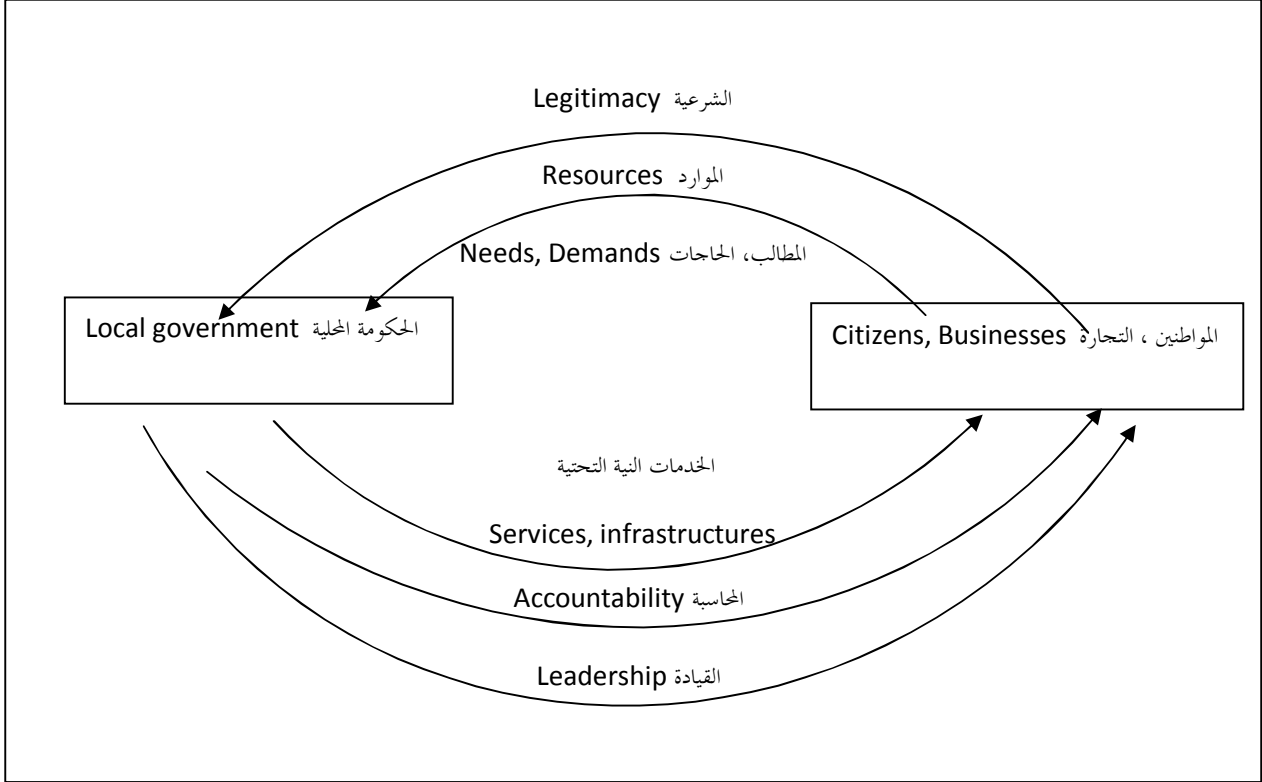 Legitimacy الشرعية
Resources الموارد
Needs, Demands المطالب، الحاجات
Local government الحكومة المحلية
Citizens, Businesses المواطنين ، التجارة
الخدمات النية التحتية
Services, infrastructures
Accountability المحاسبة
Leadership القيادة